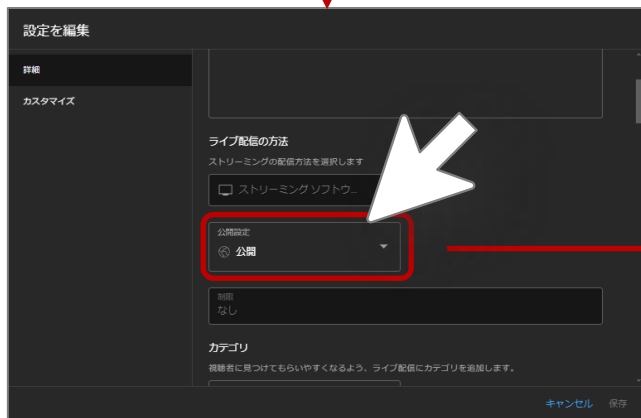 設定を編集
詳細
カスタマイズ
ライブ配信の方法
ストリーミングの配信方法を選択します
ストリーミング ソフトウ...
公開設定
公開
制限
なし
カテゴリ
視聴者に見つけてもらいやすくなるよう、ライブ配信にカテゴリを追加します。
キャンセル
保存